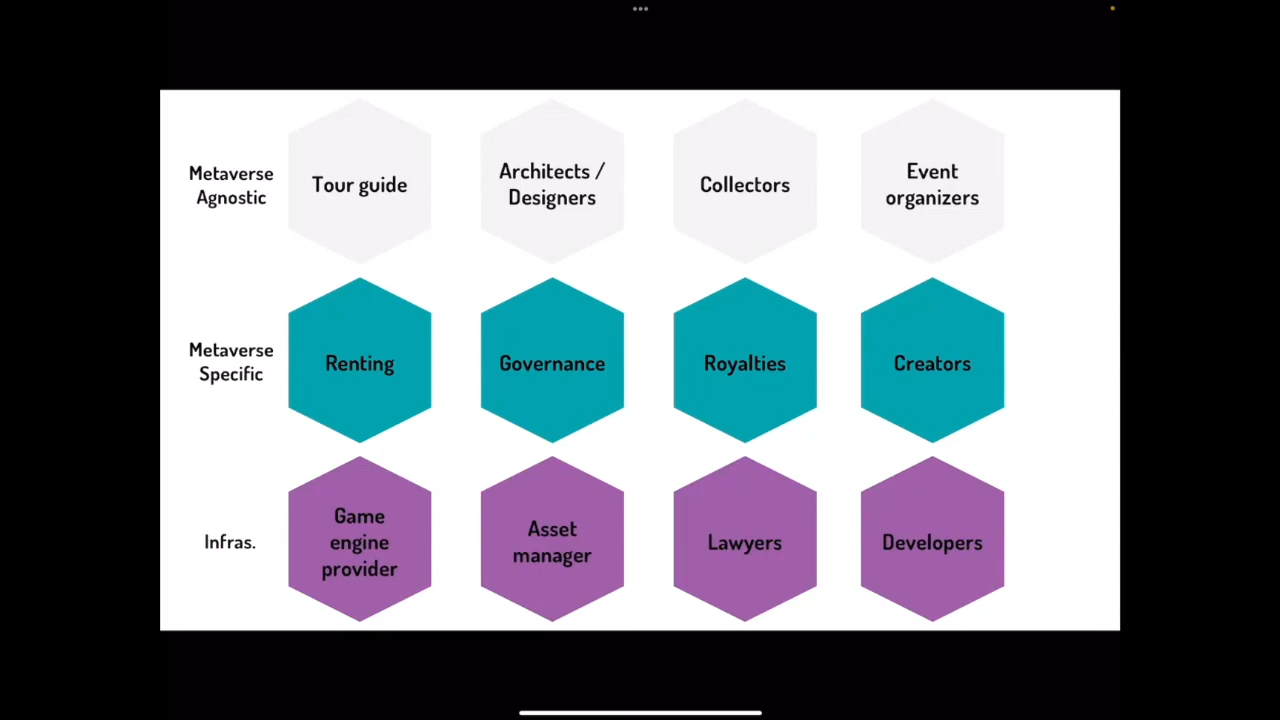 Metaverse
Agnostic
Tour guide
Architects /
Designers
Collectors
Event
organizers
Metaverse
Specific
Renting
Governance
Royalties
Creators
Infras.
Game
engine
provider
Asset
manager
Lawyers
Developers